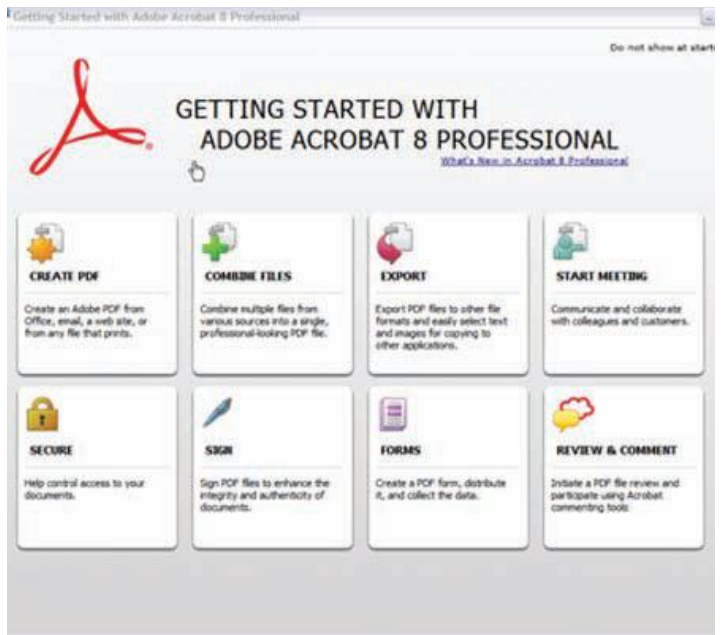 Getting Started with Adobe Acrobat 8 Professional
Do not show at start
GETTING STARTED WITH
ADOBE ACROBAT 8 PROFESSIONAL
What's New in Acrobat 8 Professional
CREATE PDF
Create an Adobe PDF from
Office, email, a web site, or
from any file that prints.
COMBINE FILES
Combine multiple files from
various sources into a single,
professional-looking PDF file.
EXPORT
Export PDF files to other file
formats and easily select text
and images for copying to
other applications.
START MEETING
Communicate and collaborate
with colleagues and customers.
SECURE
Help control access to your
documents.
SIGN
Sign PDF files to enhance the
integrity and authenticity of
documents.
FORMS
Create a PDF form, distribute
it, and collect the data.
REVIEW & COMMENT
Initiate a PDF file review and
participate using Acrobat
commenting tools